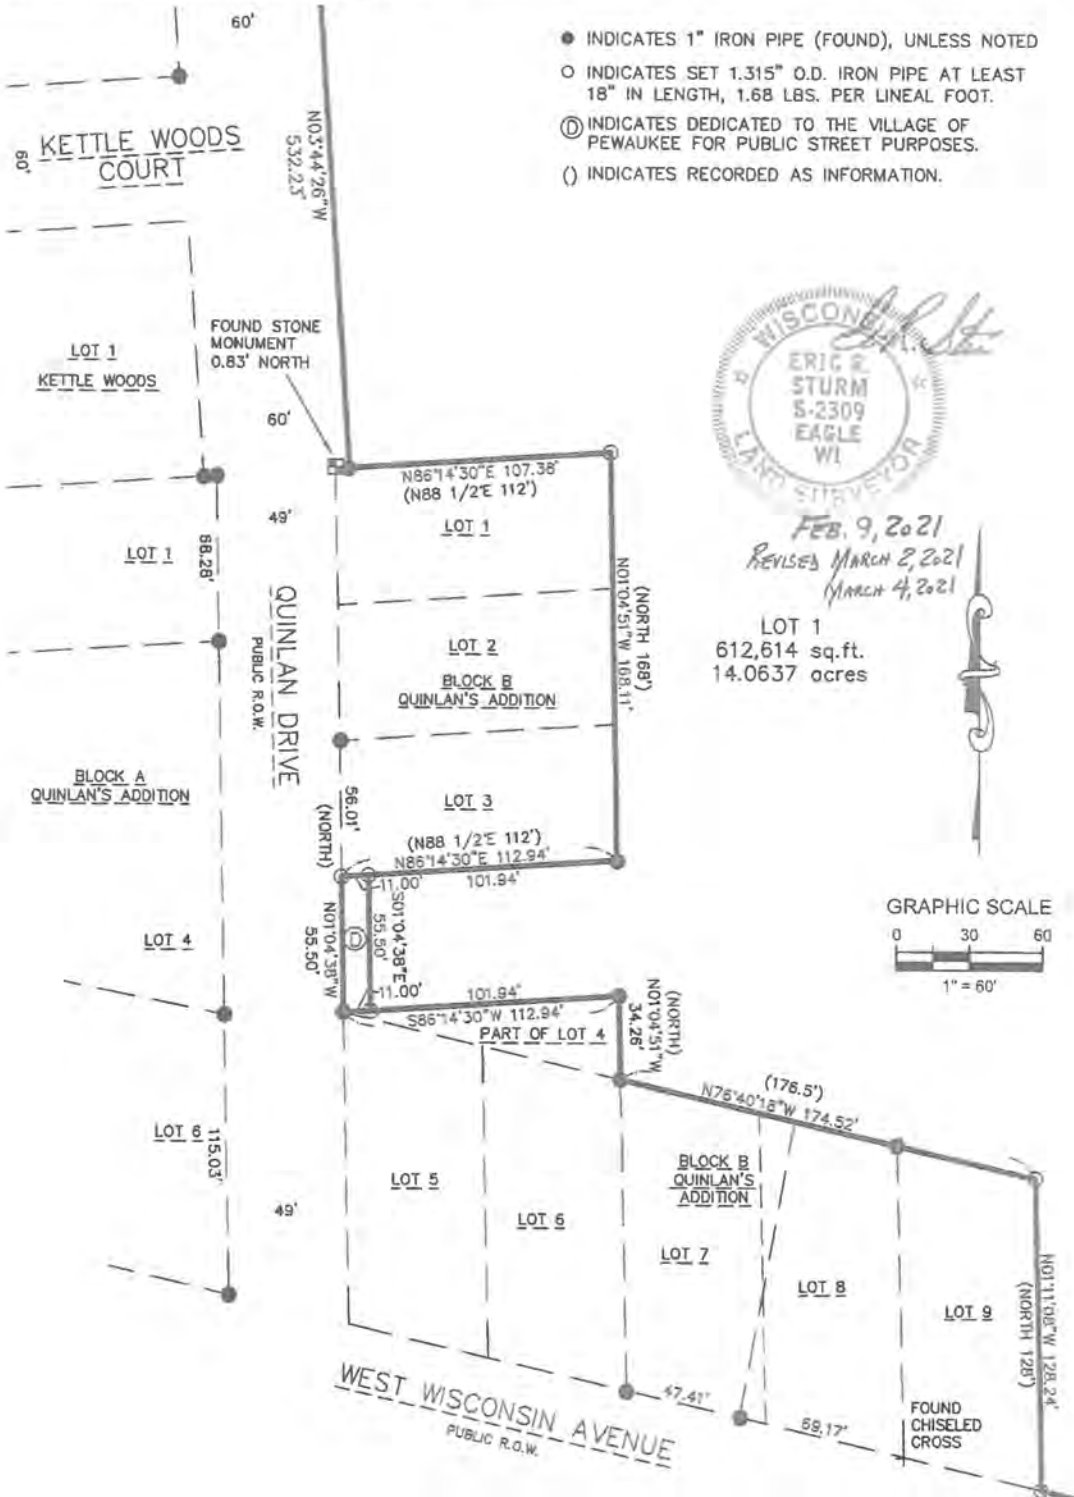 60'
● INDICATES 1" IRON PIPE (FOUND), UNLESS NOTED
○ INDICATES SET 1.315" O.D. IRON PIPE AT LEAST
18" IN LENGTH, 1.68 LBS. PER LINEAL FOOT.
Ⓓ INDICATES DEDICATED TO THE VILLAGE OF
PEWAUKEE FOR PUBLIC STREET PURPOSES.
() INDICATES RECORDED AS INFORMATION.
60'
KETTLE WOODS
COURT
N03°44'26"W
532.23'
FOUND STONE
MONUMENT
0.83' NORTH
LOT 1
KETTLE WOODS
60'
WISCONSIN
ERIC R.
STURM
S-2309
EAGLE
WI
LAND SURVEYOR
FEB. 9, 2021
REVISED MARCH 2, 2021
MARCH 4, 2021
LOT 1
612,614 sq.ft.
14.0637 acres
N86°14'30"E 107.38'
(N88 1/2°E 112')
LOT 1
49'
LOT 1
68.28'
QUINLAN DRIVE
PUBLIC R.O.W.
LOT 2
BLOCK B
QUINLAN'S ADDITION
(NORTH 168')
N01°04'51"W 168.11'
BLOCK A
QUINLAN'S ADDITION
LOT 3
56.01'
(NORTH)
(N88 1/2°E 112')
N86°14'30"E 112.94'
11.00'
101.94'
GRAPHIC SCALE
0 30 60
1" = 60'
LOT 4
N01°04'38"W
55.50'
D
S01°04'38"E
55.50'
11.00'
101.94'
S86°14'30"W 112.94'
PART OF LOT 4
(NORTH)
N01°04'51"W
34.26'
(176.5')
N76°40'18"W 174.52'
LOT 6
115.03'
LOT 5
49'
LOT 6
BLOCK B
QUINLAN'S
ADDITION
LOT 7
LOT 8
LOT 9
N01°11'08"W 128.24'
(NORTH 128')
WEST WISCONSIN AVENUE
PUBLIC R.O.W.
47.41'
69.17'
FOUND
CHISELED
CROSS